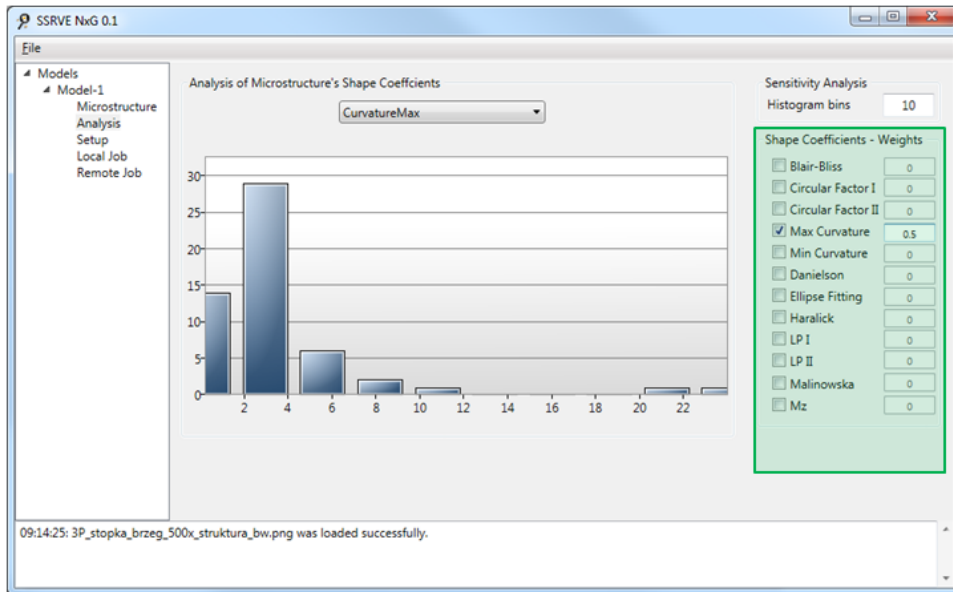 SSRVE NxG 0.1
File
Models
Model-1
Microstructure
Analysis
Setup
Local Job
Remote Job
Analysis of Microstructure's Shape Coeffcients
CurvatureMax
30
25
20
15
10
5
0
2 4 6 8 10 12 14 16 18 20 22
Sensitivity Analysis
Histogram bins 10
Shape Coefficients - Weights
Blair-Bliss 0
Circular Factor I 0
Circular Factor II 0
Max Curvature 0.5
Min Curvature 0
Danielson 0
Ellipse Fitting 0
Haralick 0
LP I 0
LP II 0
Malinowska 0
Mz 0
09:14:25: 3P_stopka_brzeg_500x_struktura_bw.png was loaded successfully.